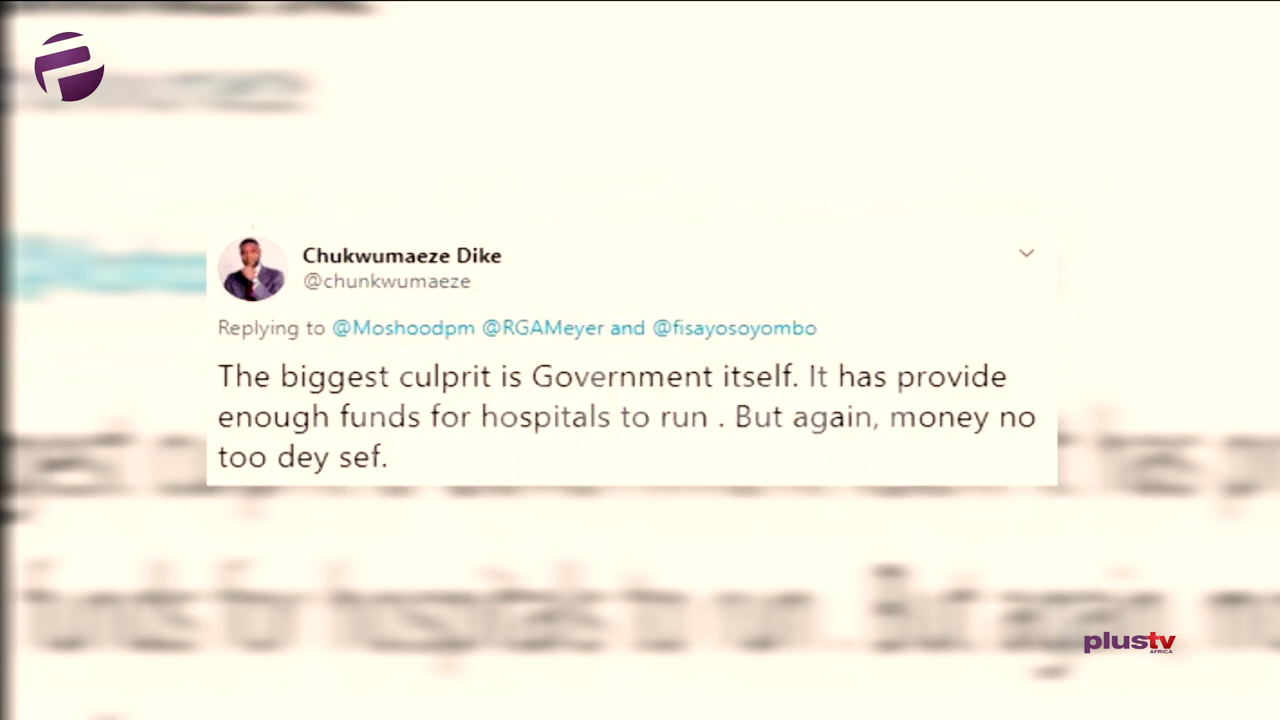 Chukwumaeze Dike
@chunkwumaeze
Replying to @Moshoodpm @RGAMeyer and @fisayosoyombo
The biggest culprit is Government itself. It has provide
enough funds for hospitals to run . But again, money no
too dey sef.
plustv
AFRICA